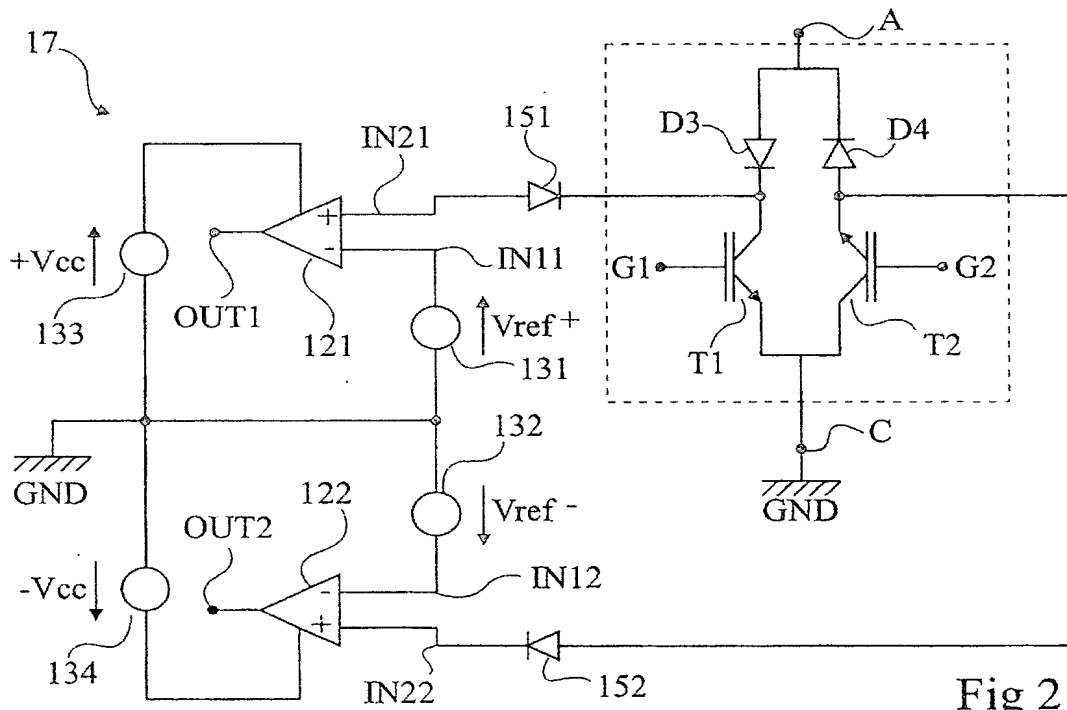 A
17
151
D3
D4
IN21
+
-
+Vcc
G1
G2
IN11
133
OUT1
121
Vref+
T1
T2
131
132
C
GND
122
Vref -
GND
OUT2
-Vcc
-
IN12
+
134
IN22
152
Fig 2